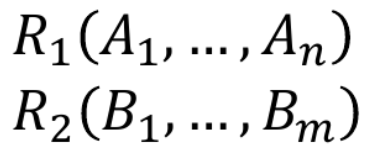 R₁(A₁, … , Aₙ)
R₂(B₁, … , Bₘ)